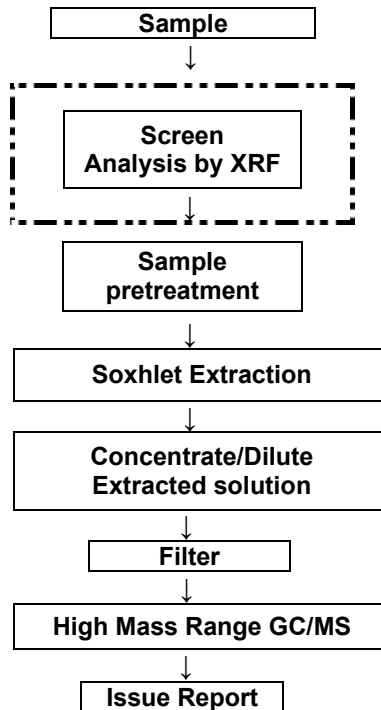 Sample
↓
Screen
Analysis by XRF
↓
Sample
pretreatment
↓
Soxhlet Extraction
↓
Concentrate/Dilute
Extracted solution
↓
Filter
↓
High Mass Range GC/MS
↓
Issue Report